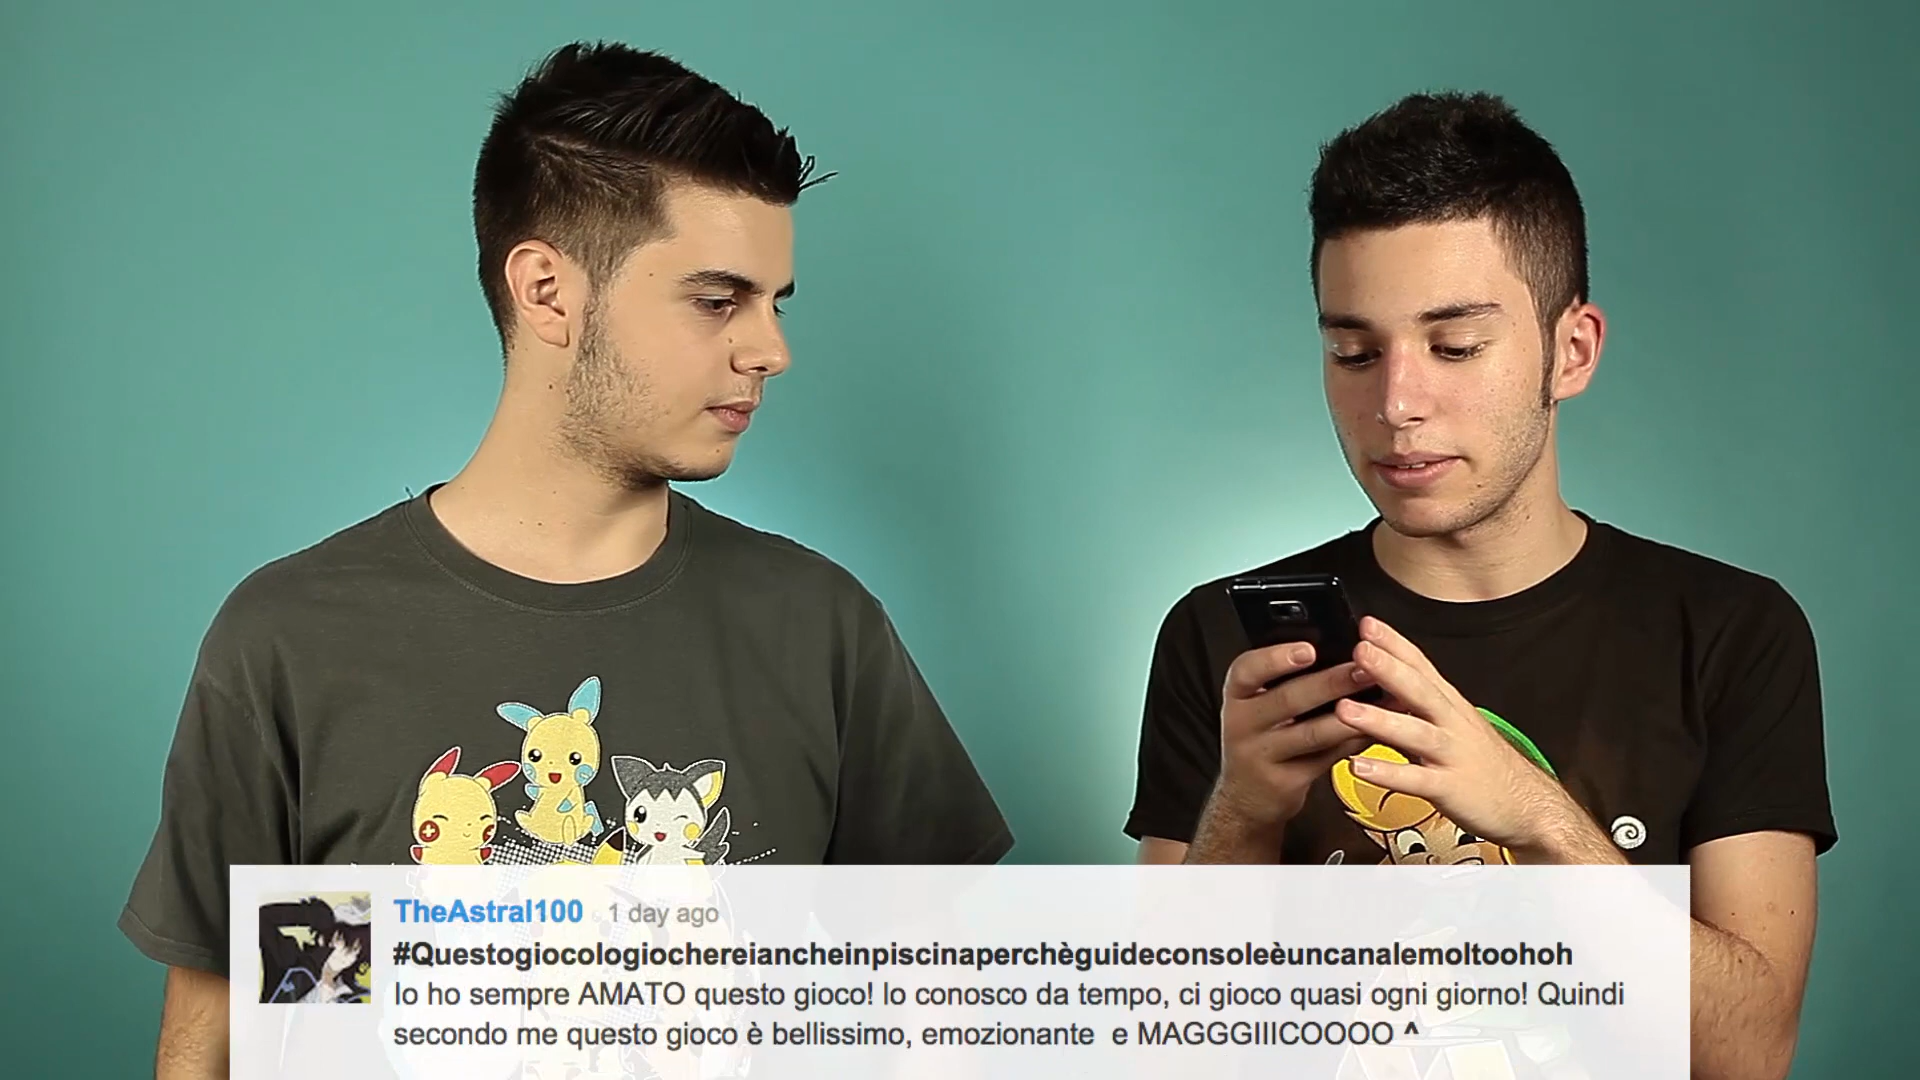 TheAstral100 1 day ago
#Questogiocologiochereiancheinpiscinaperchèguideconsoleèuncanalemoltoohoh
Io ho sempre AMATO questo gioco! lo conosco da tempo, ci gioco quasi ogni giorno! Quindi
secondo me questo gioco è bellissimo, emozionante e MAGGGIIICOOOO ^